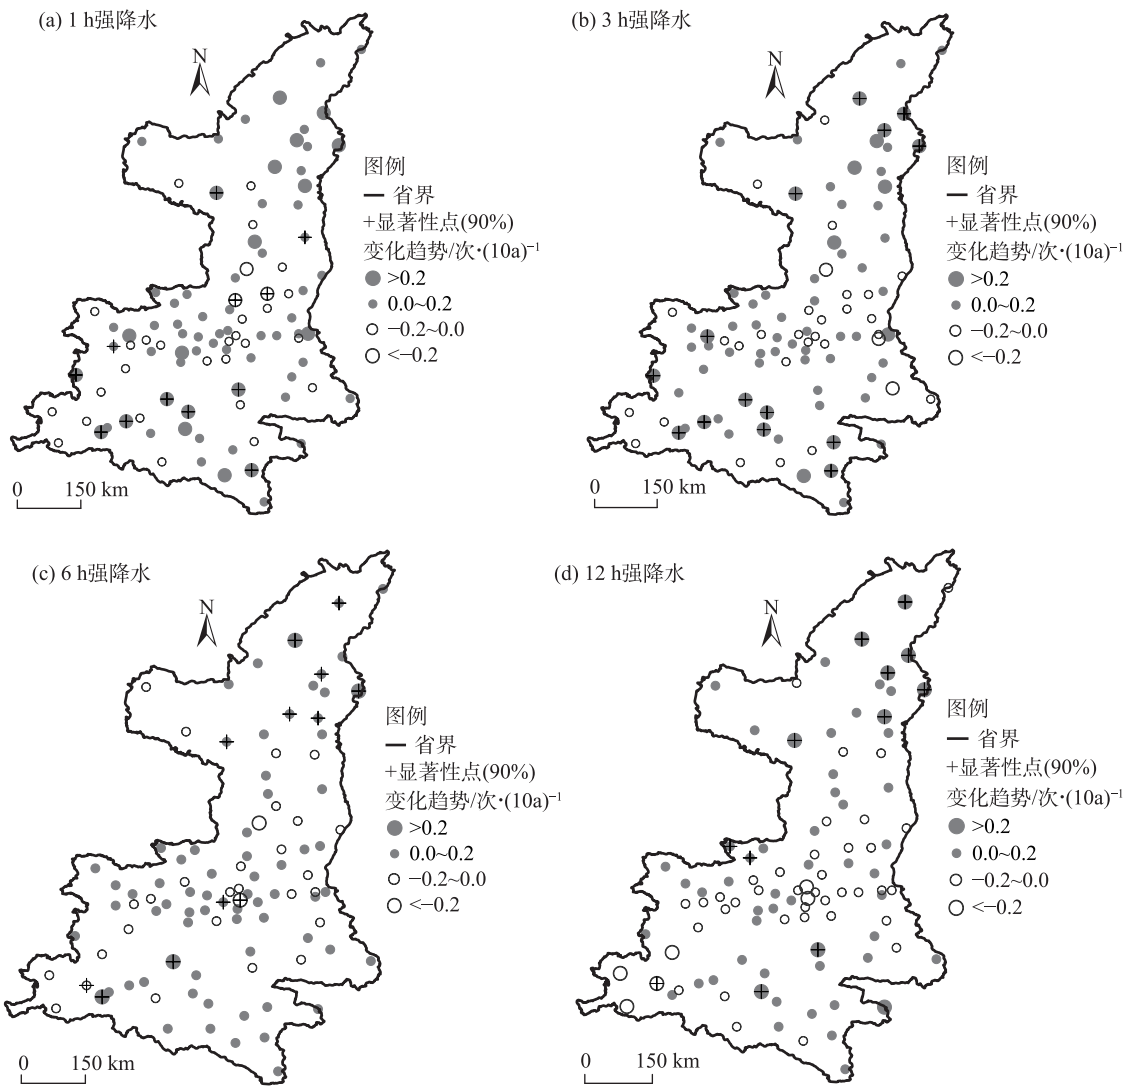 (a) 1 h强降水
N
图例
省界
+显著性点(90%)
变化趋势/次·(10a)⁻¹
>0.2
0.0~0.2
−0.2~0.0
<−0.2
0 150 km
(b) 3 h强降水
N
图例
省界
+显著性点(90%)
变化趋势/次·(10a)⁻¹
>0.2
0.0~0.2
−0.2~0.0
<−0.2
0 150 km
(c) 6 h强降水
N
图例
省界
+显著性点(90%)
变化趋势/次·(10a)⁻¹
>0.2
0.0~0.2
−0.2~0.0
<−0.2
0 150 km
(d) 12 h强降水
N
图例
省界
+显著性点(90%)
变化趋势/次·(10a)⁻¹
>0.2
0.0~0.2
−0.2~0.0
<−0.2
0 150 km